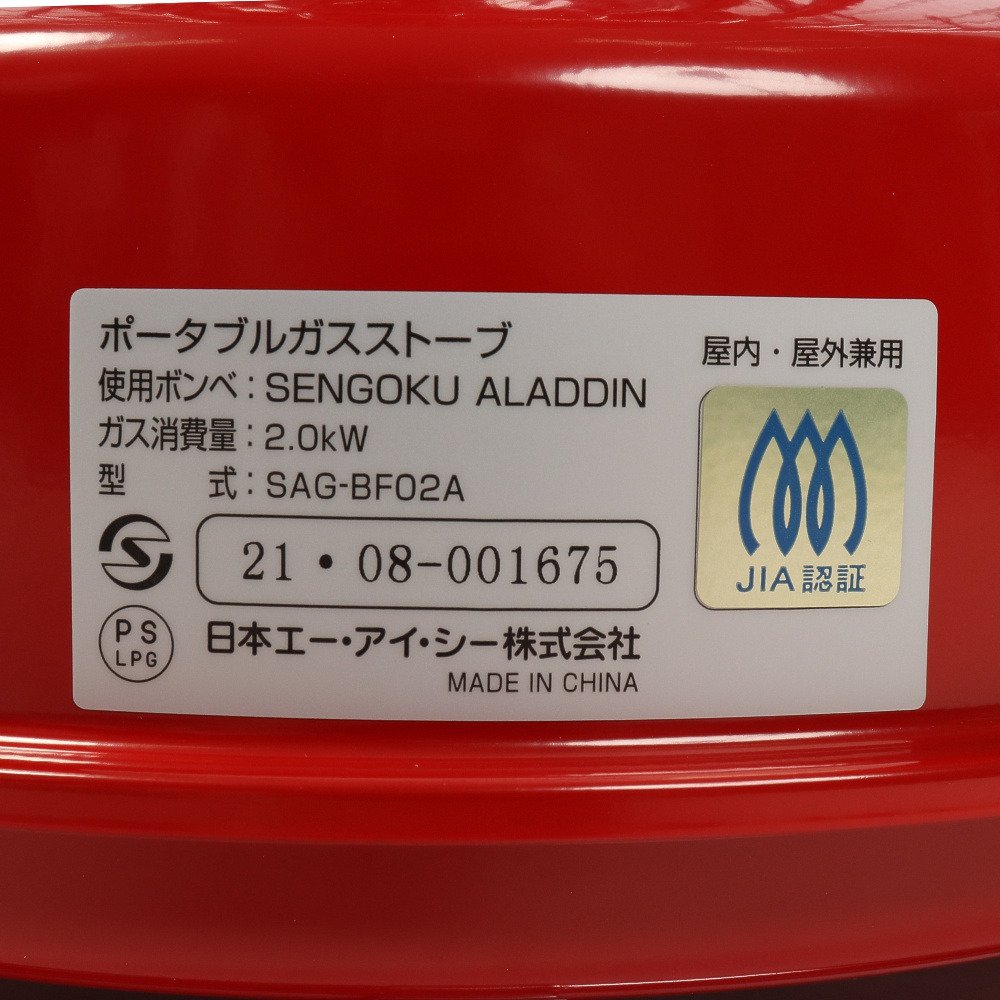 ポータブルガスストーブ
使用ボンベ：SENGOKU ALADDIN
ガス消費量：2.0kW
型　　式：SAG-BF02A
21・08-001675
PS
LPG
日本エー・アイ・シー株式会社
MADE IN CHINA
屋内・屋外兼用
JIA認証